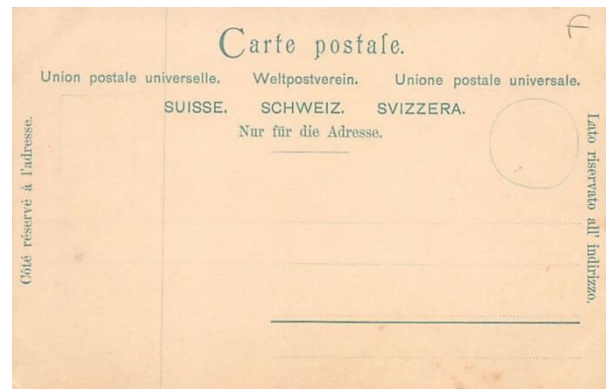 F
Carte postale.
Union postale universelle. Weltpostverein. Unione postale universale.
SUISSE. SCHWEIZ. SVIZZERA.
Nur für die Adresse.
Côté réservé à l'adresse.
Lato riservato all' indirizzo.